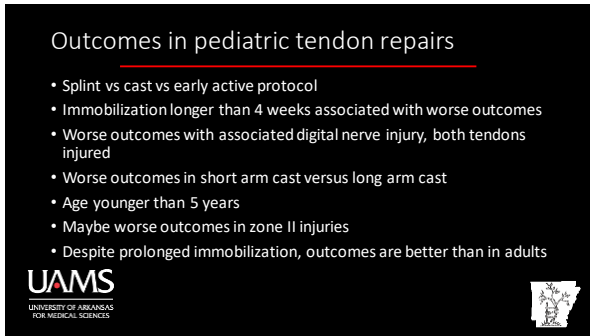 Outcomes in pediatric tendon repairs
• Splint vs cast vs early active protocol
• Immobilization longer than 4 weeks associated with worse outcomes
• Worse outcomes with associated digital nerve injury, both tendons
injured
• Worse outcomes in short arm cast versus long arm cast
• Age younger than 5 years
• Maybe worse outcomes in zone II injuries
• Despite prolonged immobilization, outcomes are better than in adults
UAMS
UNIVERSITY OF ARKANSAS
FOR MEDICAL SCIENCES